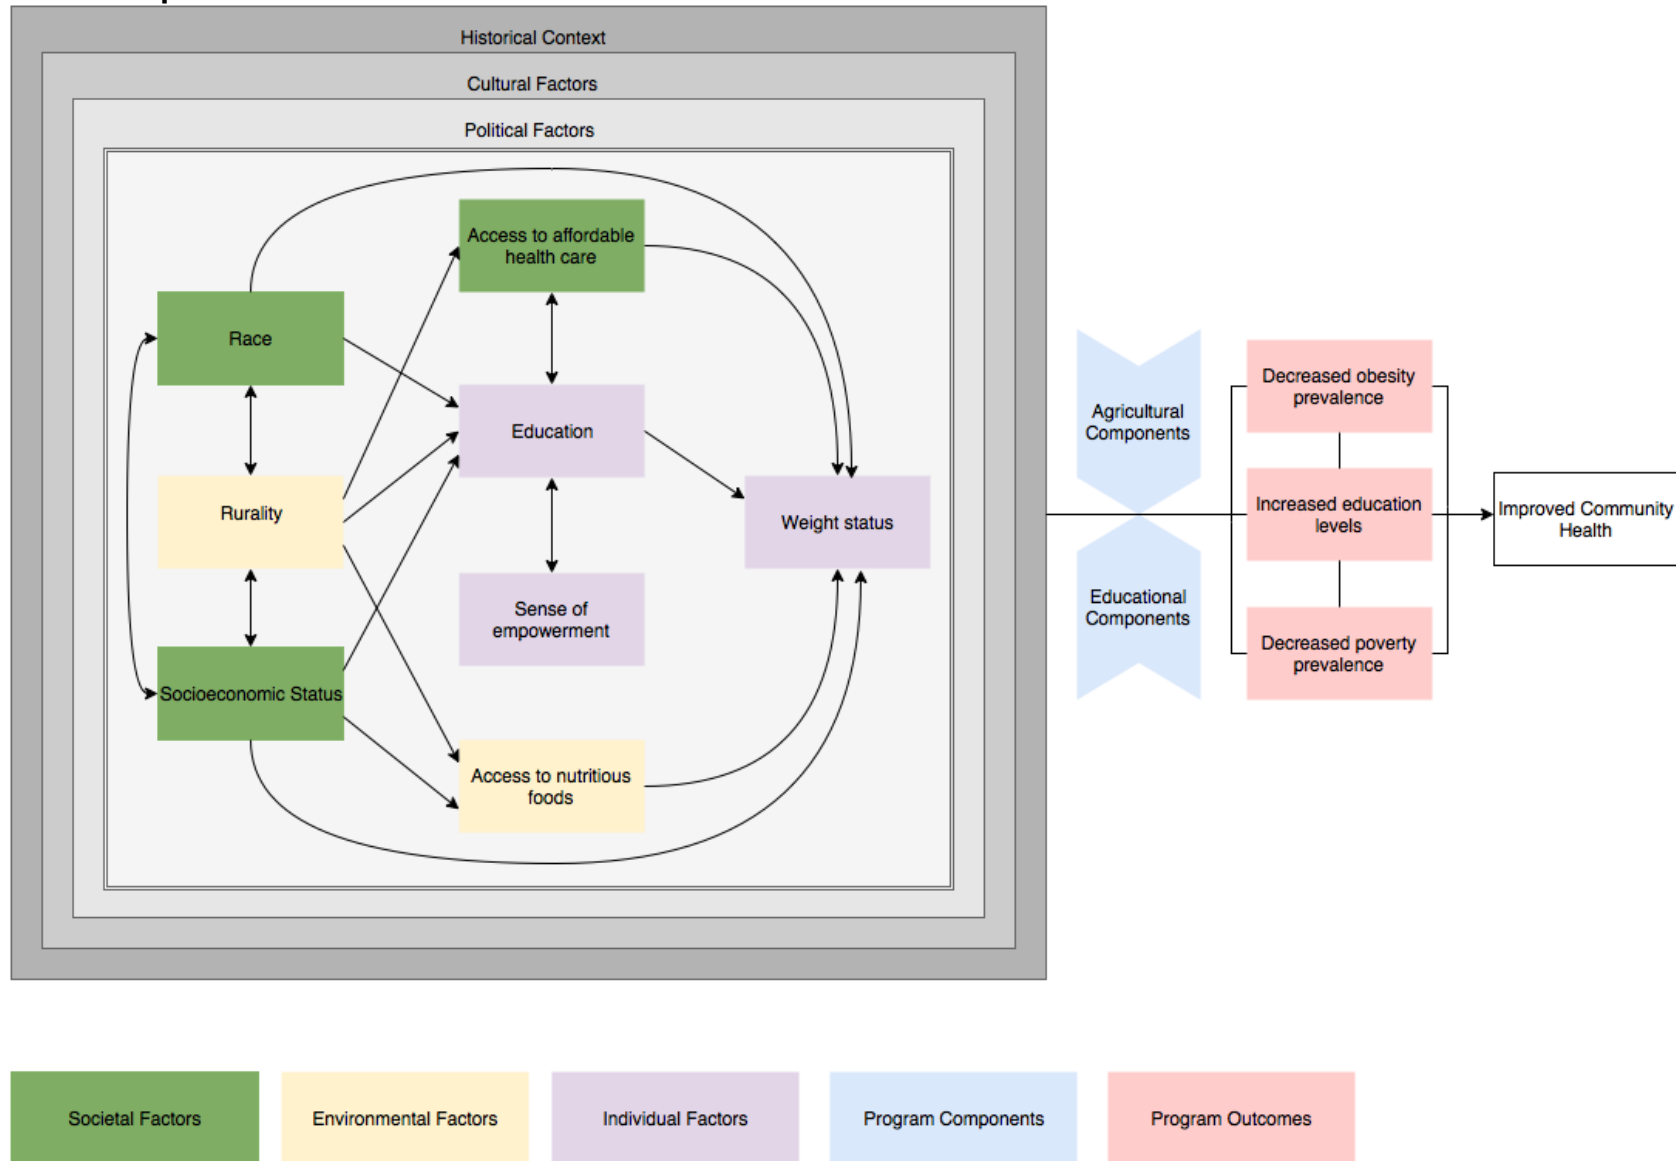 Historical Context
Cultural Factors
Political Factors
Access to affordable
health care
Race
Education
Rurality
Weight status
Sense of
empowerment
Socioeconomic Status
Access to nutritious
foods
Agricultural
Components
Educational
Components
Decreased obesity
prevalence
Increased education
levels
Decreased poverty
prevalence
Improved Community
Health
Societal Factors
Environmental Factors
Individual Factors
Program Components
Program Outcomes